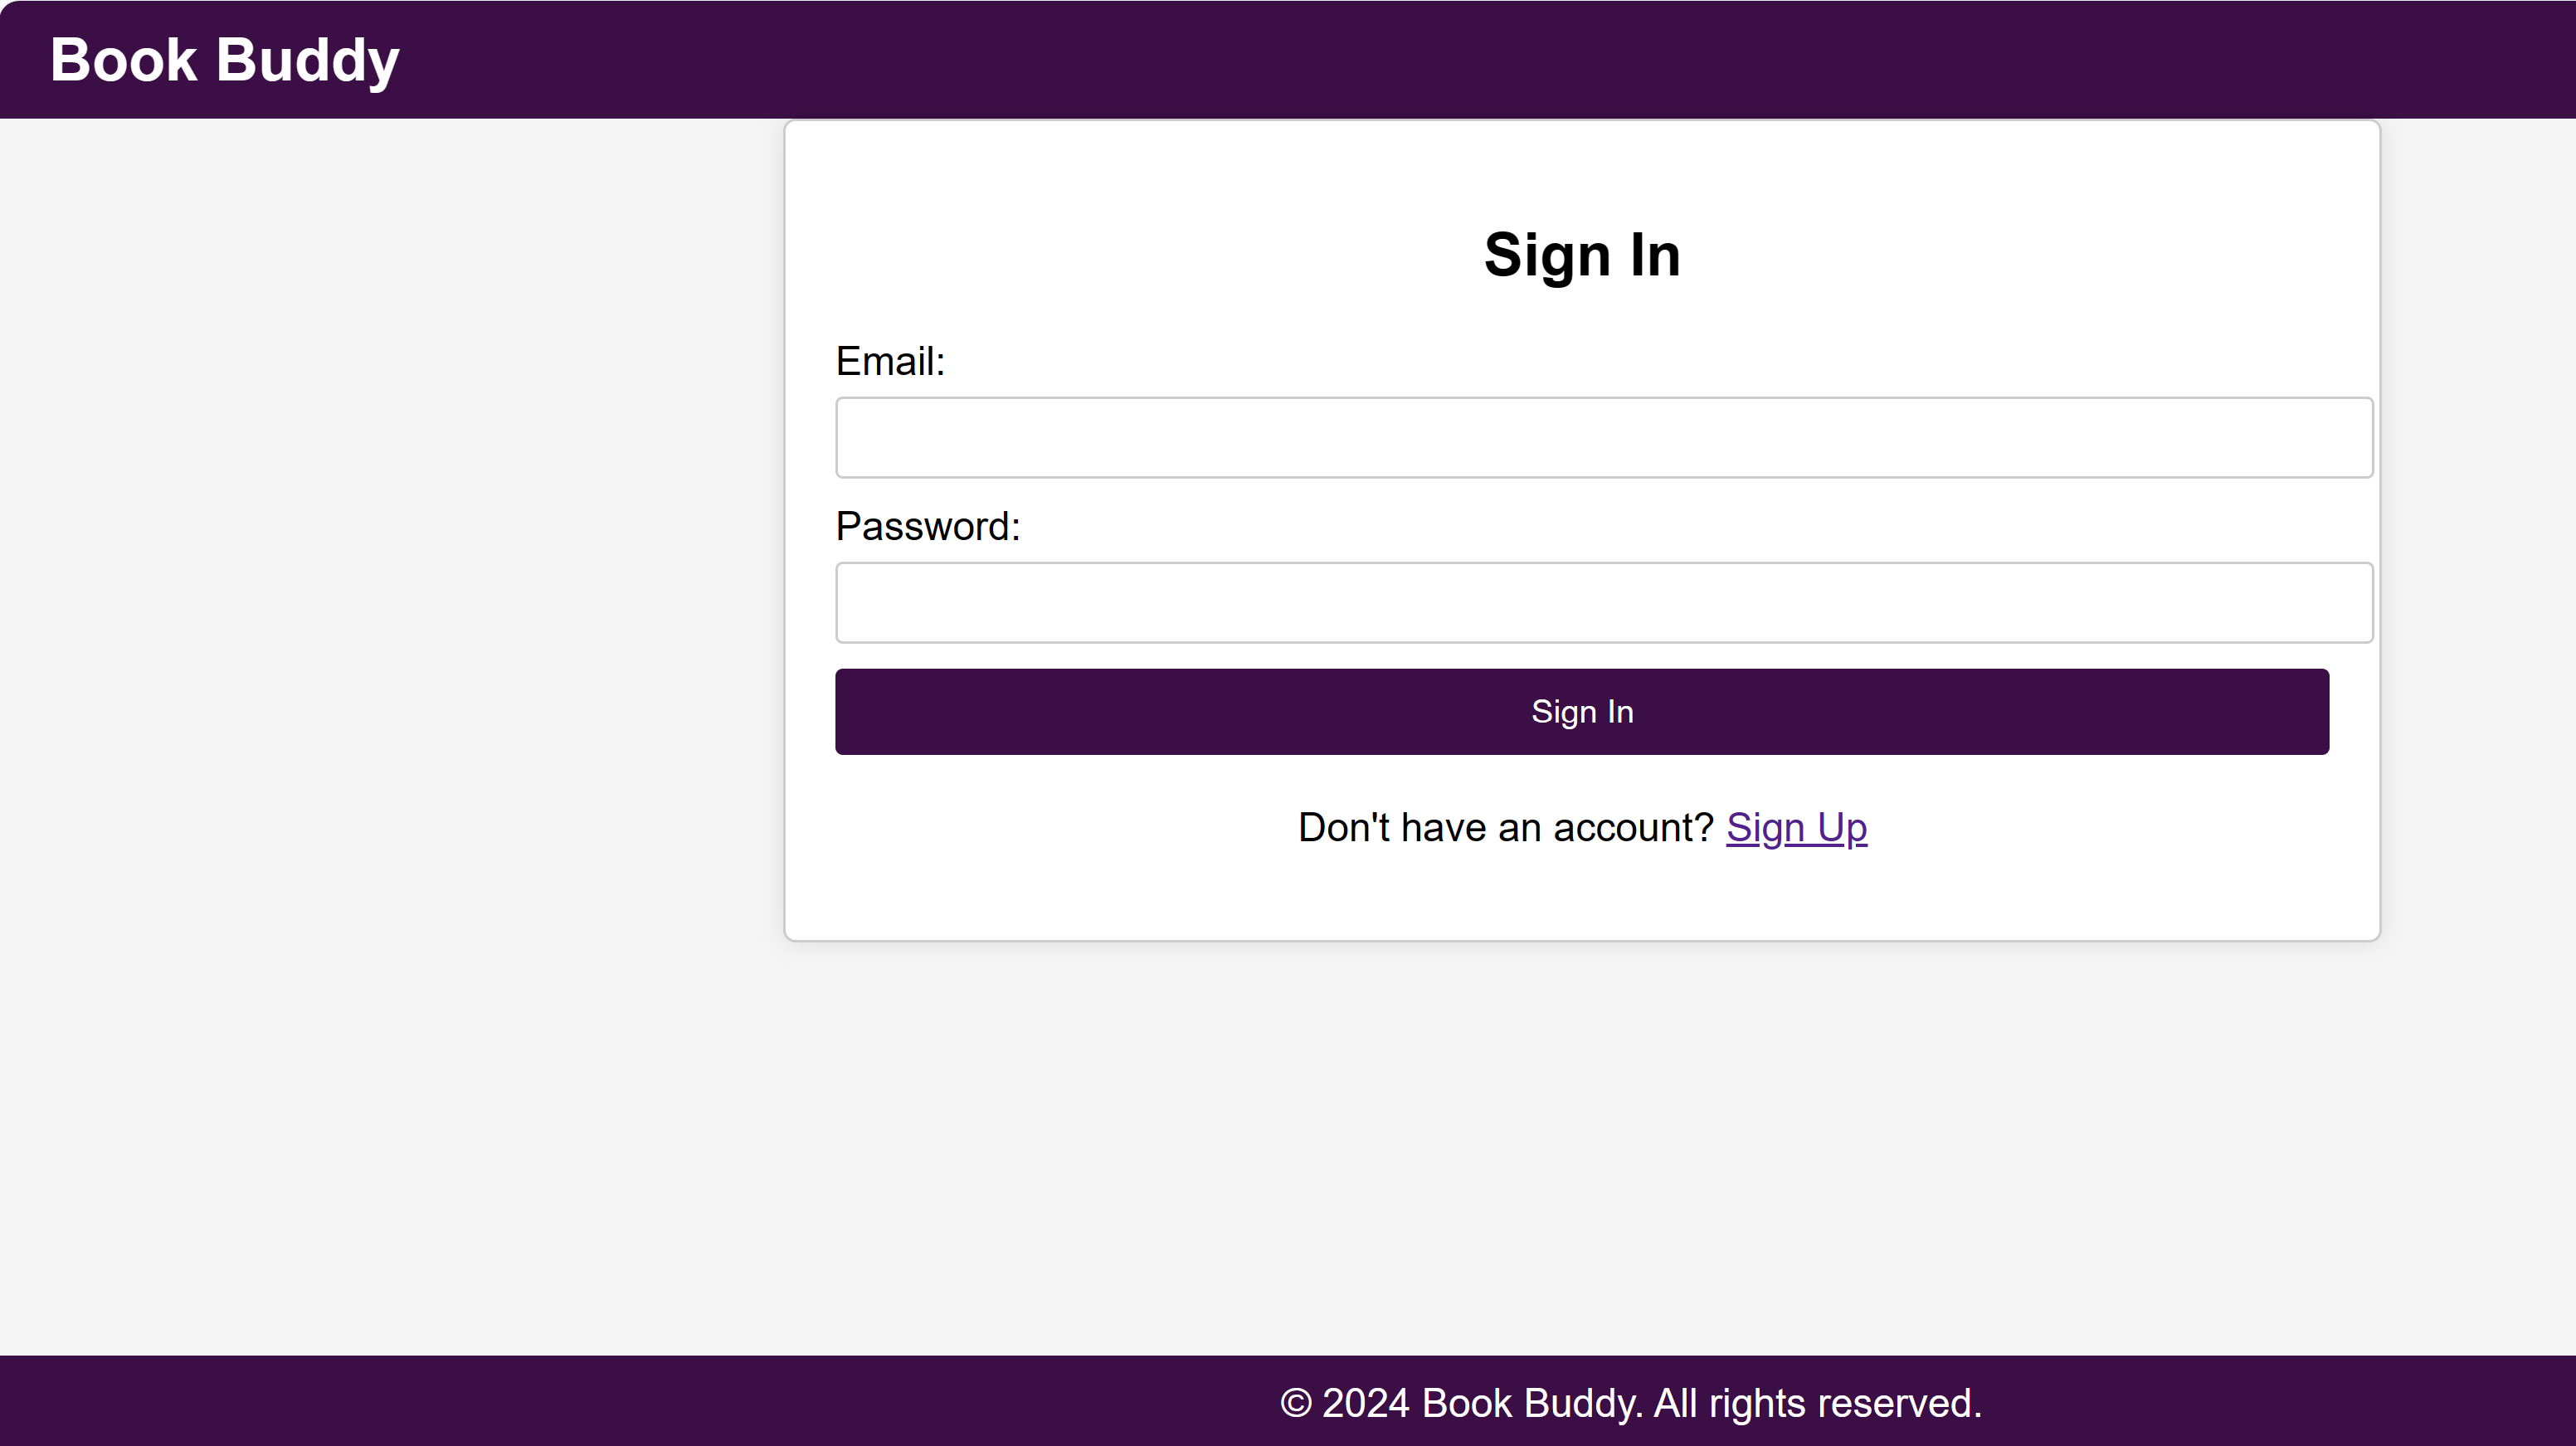 Book Buddy
Sign In
Email:
Password:
Sign In
Don't have an account? Sign Up
© 2024 Book Buddy. All rights reserved.